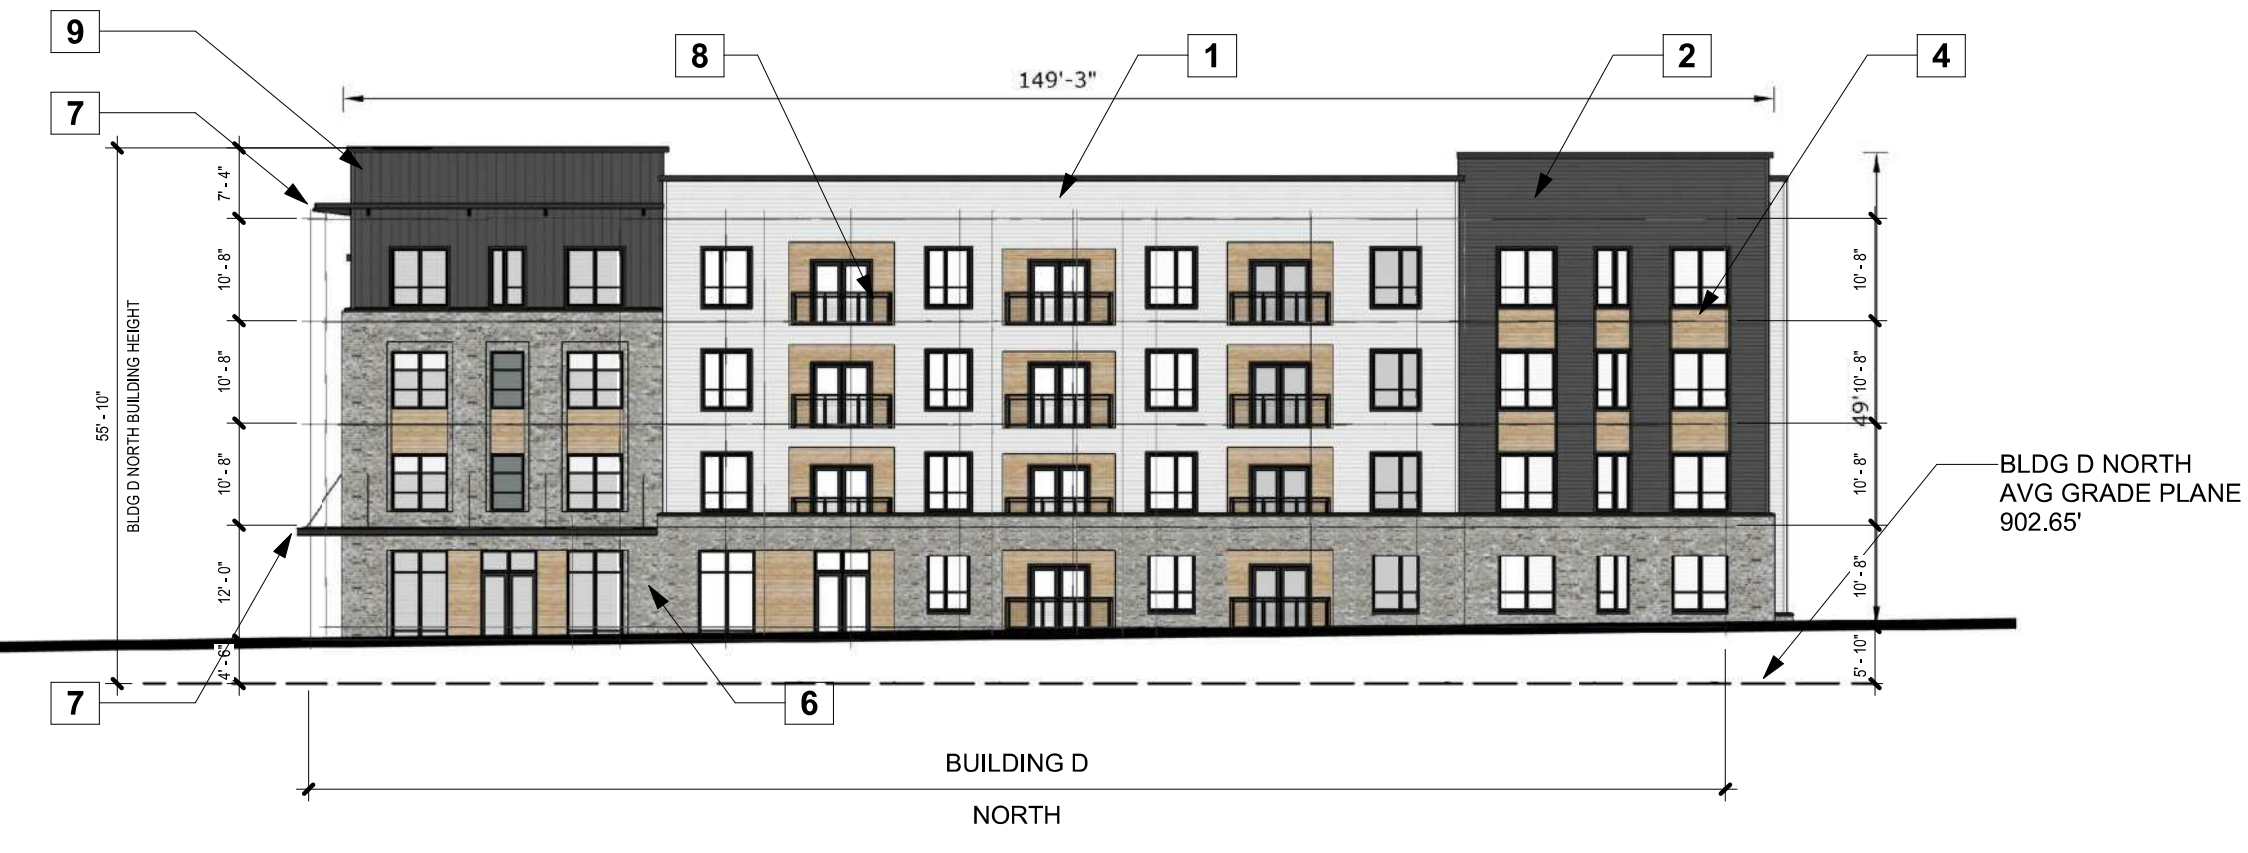 9
8
1
2
4
149'-3"
7
7' - 4"
10' - 8"
10' - 8"
10' - 8"
12' - 0"
4' - 6"
55' - 10"
BLDG D NORTH BUILDING HEIGHT
10' - 8"
10' - 8"
49'
10' - 8"
10' - 8"
5' - 10"
BLDG D NORTH
AVG GRADE PLANE
902.65'
7
6
BUILDING D
NORTH